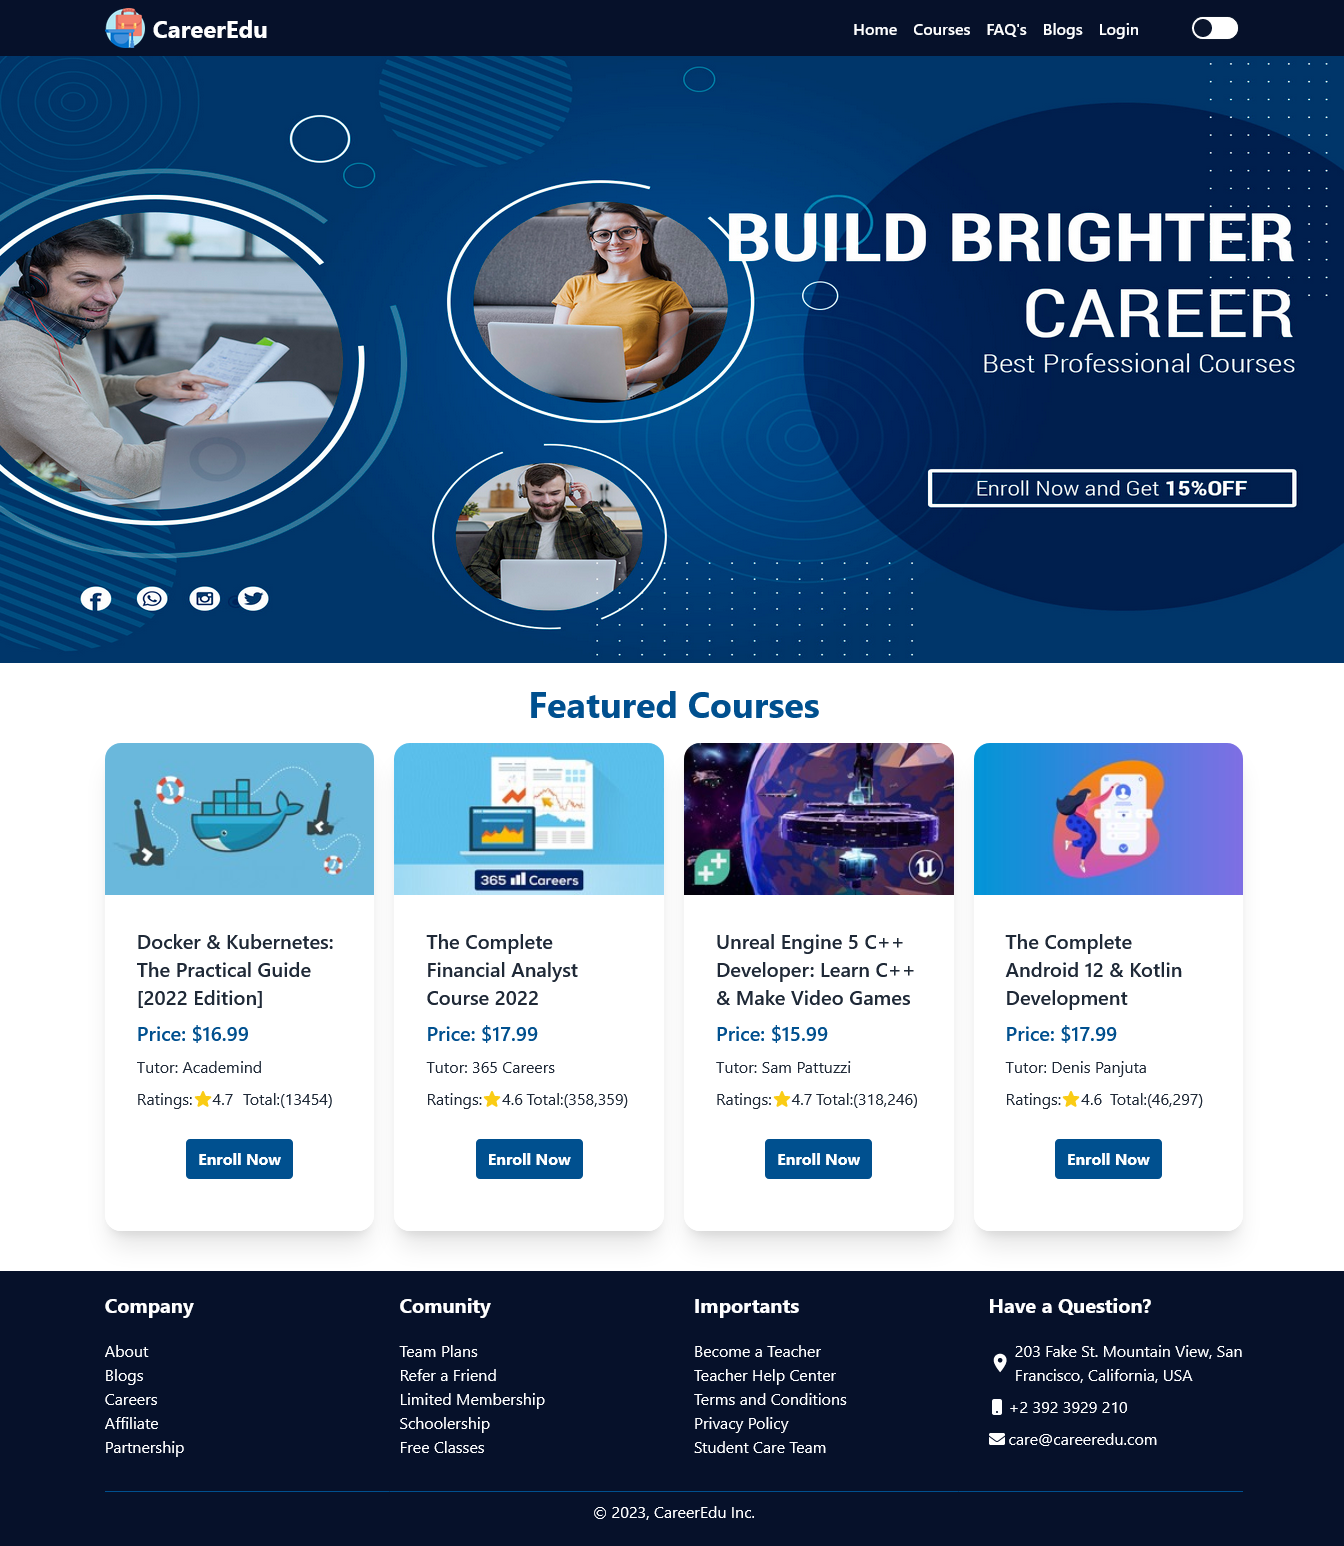 CareerEdu
Home Courses FAQ's Blogs Login
BUILD BRIGHTER
CAREER
Best Professional Courses
Enroll Now and Get 15%OFF
Featured Courses
365 Careers
Docker & Kubernetes:
The Practical Guide
[2022 Edition]
Price: $16.99
Tutor: Academind
Ratings: 4.7 Total:(13454)
Enroll Now
The Complete
Financial Analyst
Course 2022
Price: $17.99
Tutor: 365 Careers
Ratings: 4.6 Total:(358,359)
Enroll Now
Unreal Engine 5 C++
Developer: Learn C++
& Make Video Games
Price: $15.99
Tutor: Sam Pattuzzi
Ratings: 4.7 Total:(318,246)
Enroll Now
The Complete
Android 12 & Kotlin
Development
Price: $17.99
Tutor: Denis Panjuta
Ratings: 4.6 Total:(46,297)
Enroll Now
Company
About
Blogs
Careers
Affiliate
Partnership
Comunity
Team Plans
Refer a Friend
Limited Membership
Schoolership
Free Classes
Importants
Become a Teacher
Teacher Help Center
Terms and Conditions
Privacy Policy
Student Care Team
Have a Question?
203 Fake St. Mountain View, San
Francisco, California, USA
+2 392 3929 210
care@careeredu.com
© 2023, CareerEdu Inc.